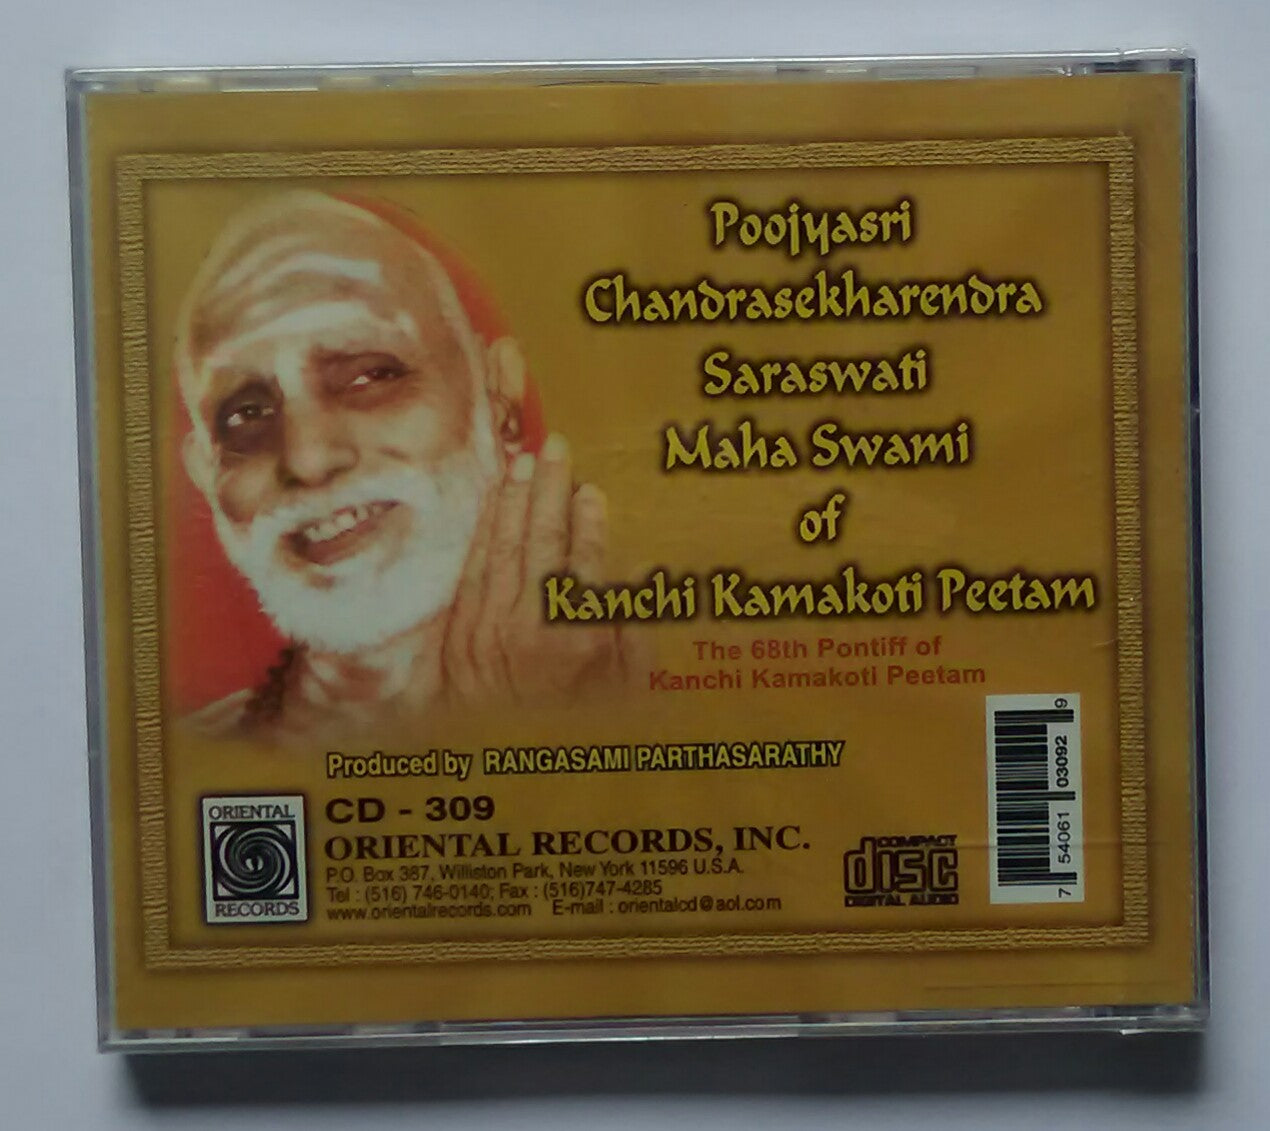 Poojyasri
Chandrasekharendra
Saraswati
Maha Swami
of
Kanchi Kamakoti Peetam
The 68th Pontiff of
Kanchi Kamakoti Peetam
Produced by RANGASAMI PARTHASARATHY
ORIENTAL
RECORDS
CD - 309
ORIENTAL RECORDS, INC.
P.O. Box 387, Williston Park, New York 11596 U.S.A.
Tel : (516) 746-0140; Fax : (516)747-4285
www.orientalrecords.com E-mail : orientalcd@aol.com
COMPACT
disc
DIGITAL AUDIO
7 54061 03092 9